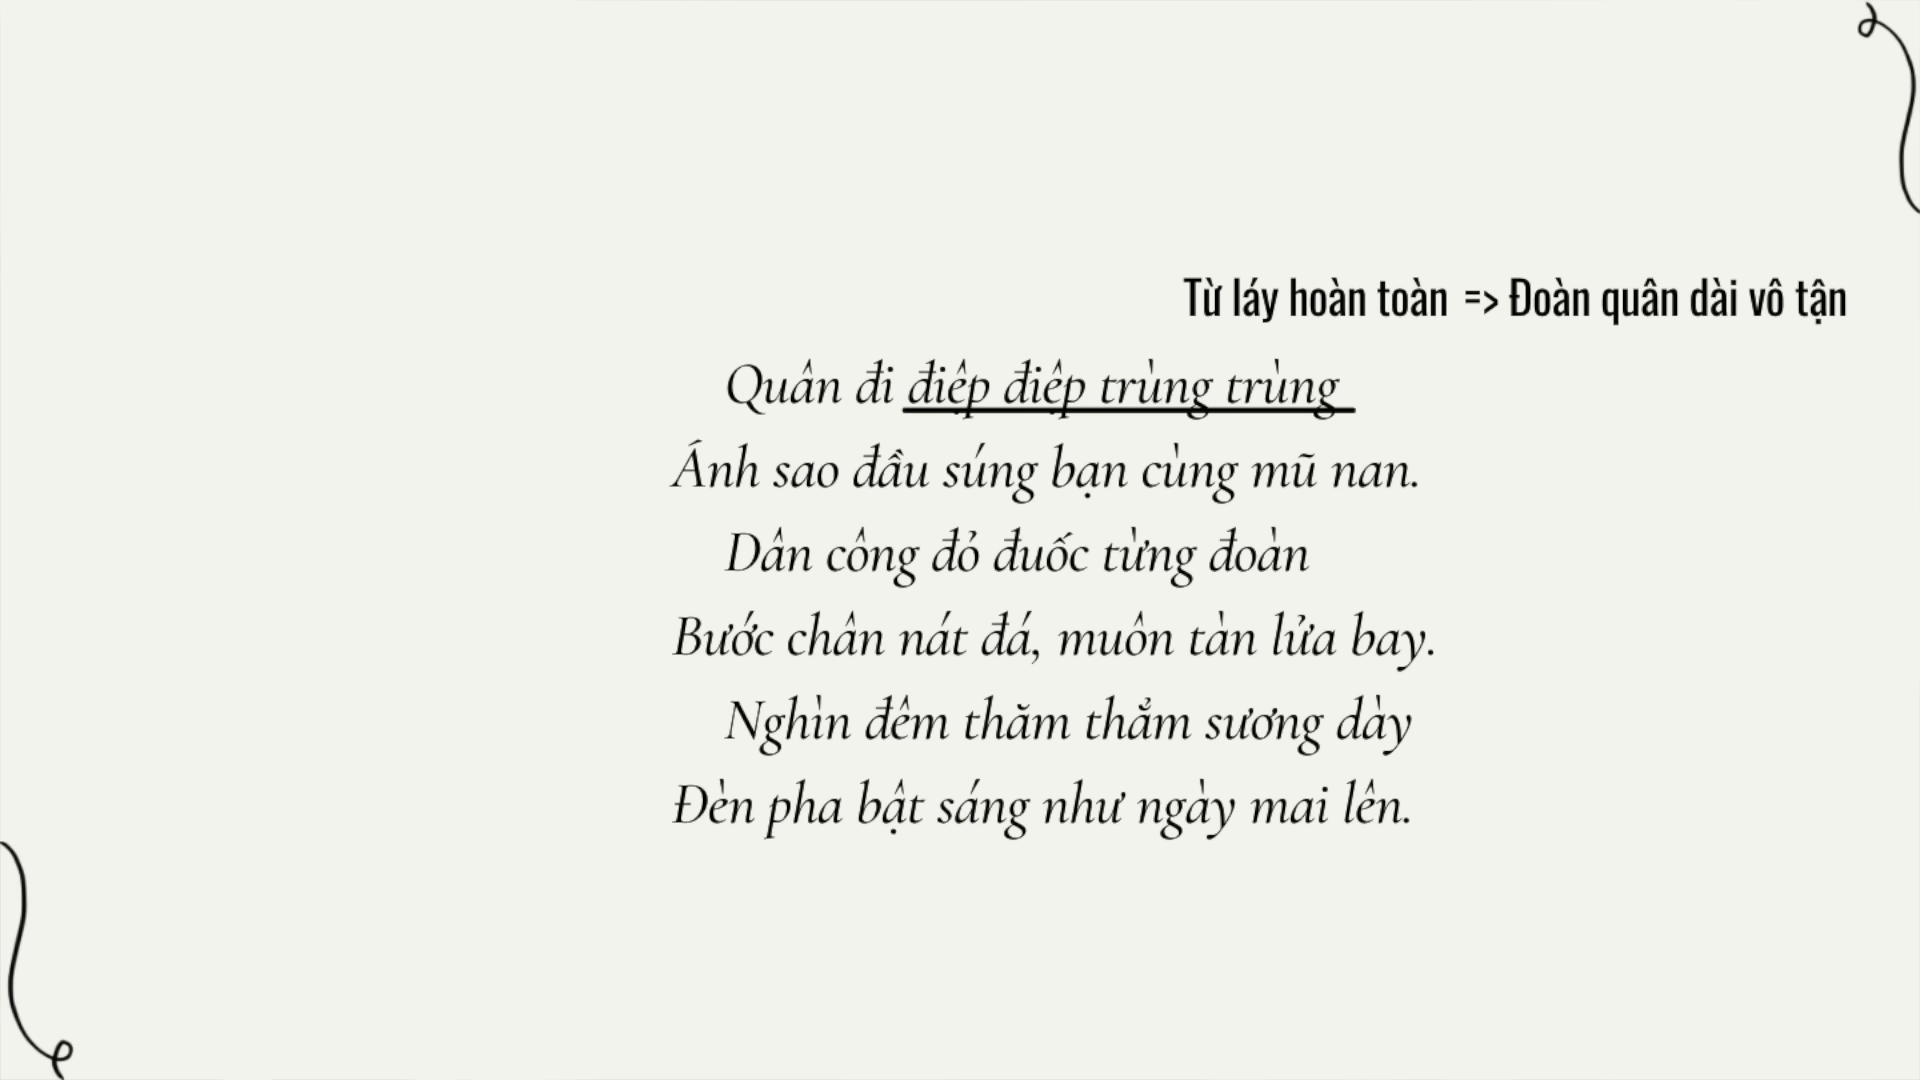 Từ láy hoàn toàn => Đoàn quân dài vô tận
Quân đi điệp điệp trùng trùng
Ánh sao đầu súng bạn cùng mũ nan.
Dân công đỏ đuốc từng đoàn
Bước chân nát đá, muôn tàn lửa bay.
Nghìn đêm thăm thẳm sương dày
Đèn pha bật sáng như ngày mai lên.